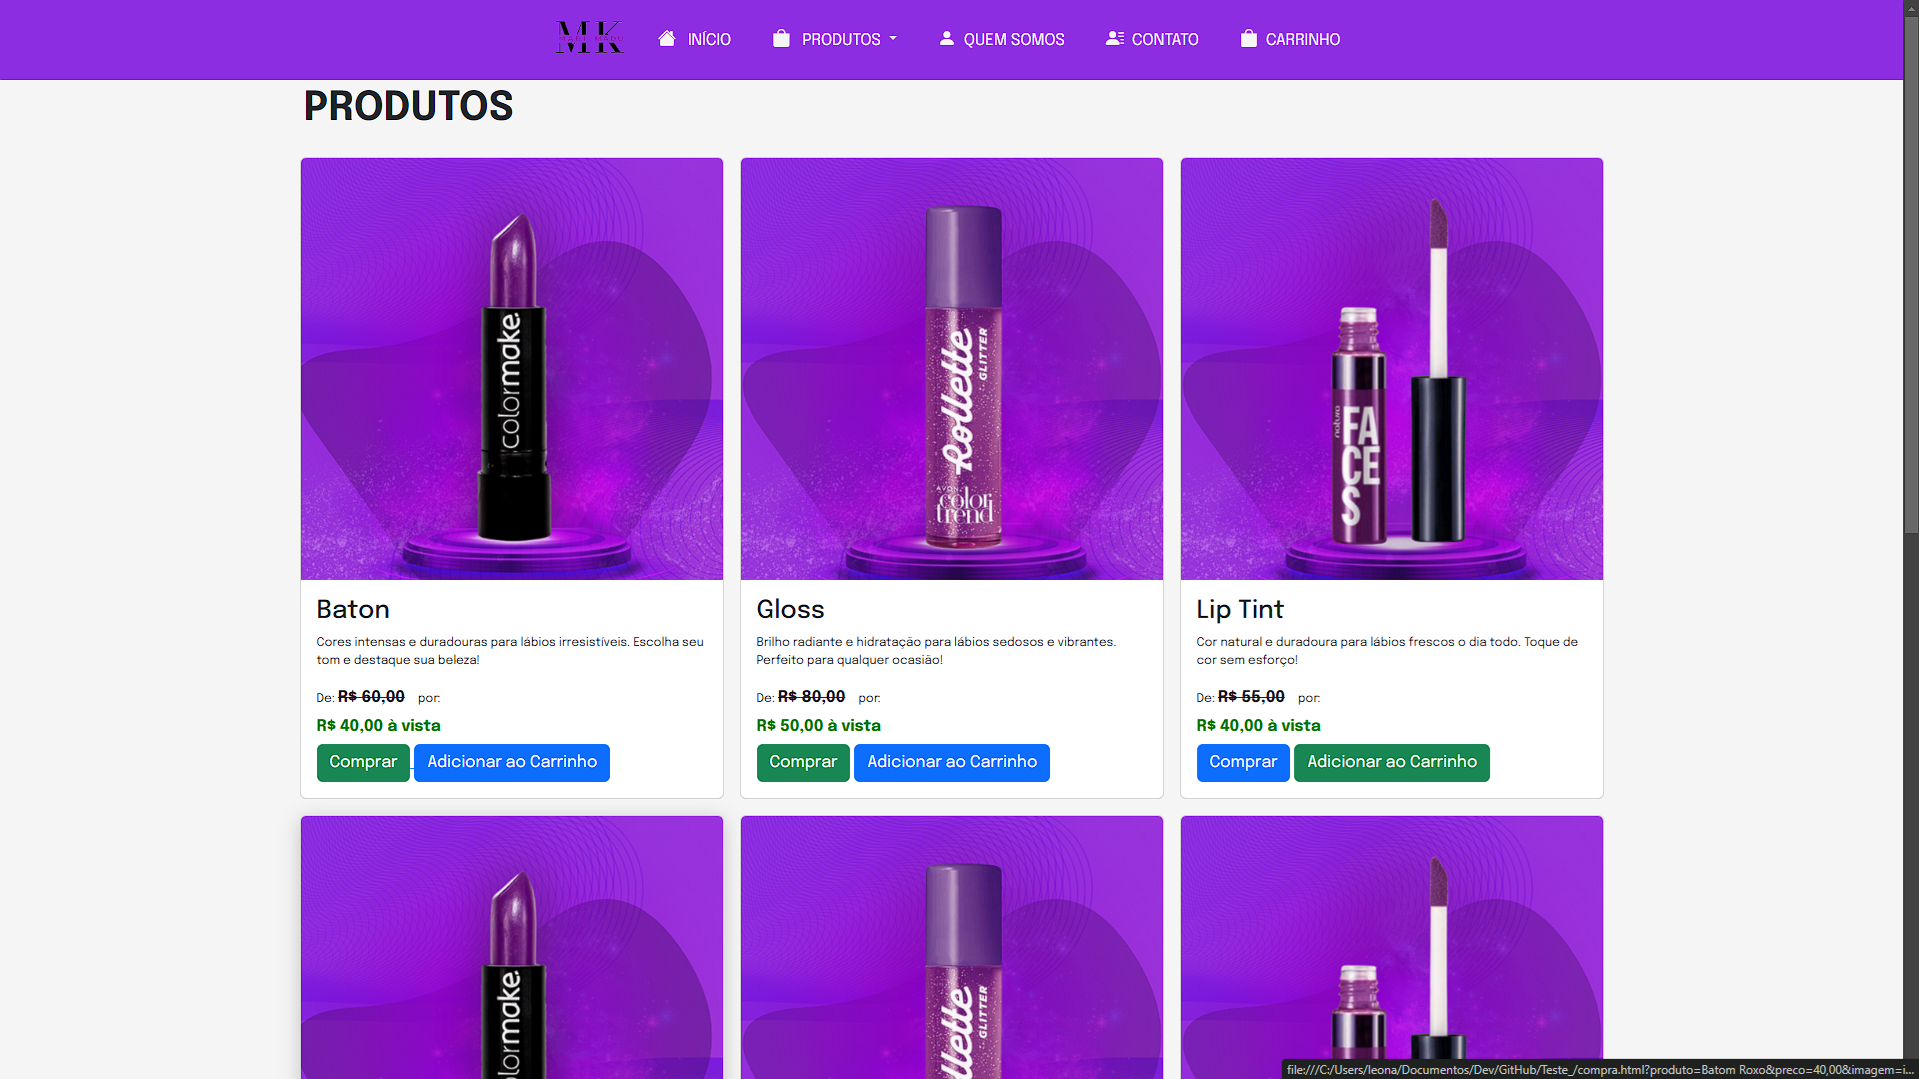 MK
INÍCIO
PRODUTOS
QUEM SOMOS
CONTATO
CARRINHO
PRODUTOS
colormake.
Rollette
GLITTER
AVON
color
trend
natura
FA
CE
S
Baton
Cores intensas e duradouras para lábios irresistíveis. Escolha seu
tom e destaque sua beleza!
De: R$ 60,00 por:
R$ 40,00 à vista
Comprar
Adicionar ao Carrinho
Gloss
Brilho radiante e hidratação para lábios sedosos e vibrantes.
Perfeito para qualquer ocasião!
De: R$ 80,00 por:
R$ 50,00 à vista
Comprar
Adicionar ao Carrinho
Lip Tint
Cor natural e duradoura para lábios frescos o dia todo. Toque de
cor sem esforço!
De: R$ 55,00 por:
R$ 40,00 à vista
Comprar
Adicionar ao Carrinho
GLITTER
file:///C:/Users/leona/Documentos/Dev/GitHub/Teste_/compra.html?produto=Batom Roxo&preco=40,00&imagem=i...